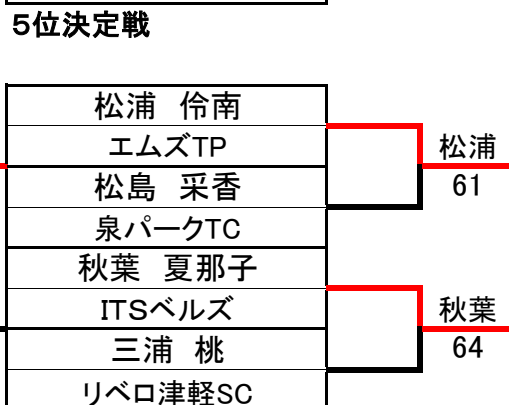 ５位決定戦
松浦　伶南
エムズTP
松浦
松島　采香
61
泉パークTC
秋葉　夏那子
ITSベルズ
秋葉
三浦　桃
64
リベロ津軽SC